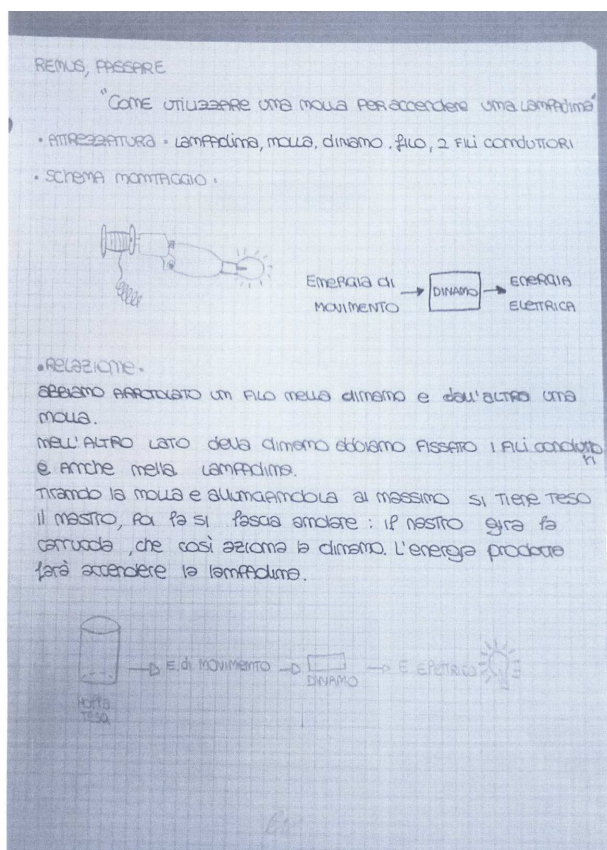 REMUS, PASSARE
"COME UTILIZZARE UNA MOLLA PER ACCENDERE UNA LAMPADINA"
• ATTREZZATURA • LAMPADINA, MOLLA, DINAMO, FILO, 2 FILI CONDUTTORI
• SCHEMA MONTAGGIO •
ENERGIA DI MOVIMENTO → DINAMO → ENERGIA ELETTRICA
• RELAZIONE •
ABBIAMO ARROTOLATO UN FILO NELLA DINAMO E DALL'ALTRO UNA
MOLLA.
NELL'ALTRO LATO DELLA DINAMO ABBIAMO FISSATO I FILI CONDUTTORI
E ANCHE NELLA LAMPADINA.
TIRANDO LA MOLLA E ALLUNGANDOLA AL MASSIMO SI TIENE TESO
IL NASTRO, POI LA SI LASCIA ANDARE: IL NASTRO GIRA LA
CARRUCOLA, CHE COSÌ AZIONA LA DINAMO. L'ENERGIA PRODOTTA
FARÀ ACCENDERE LA LAMPADINA.
MOLLA TESA → E. DI MOVIMENTO → DINAMO → E. ELETTRICA